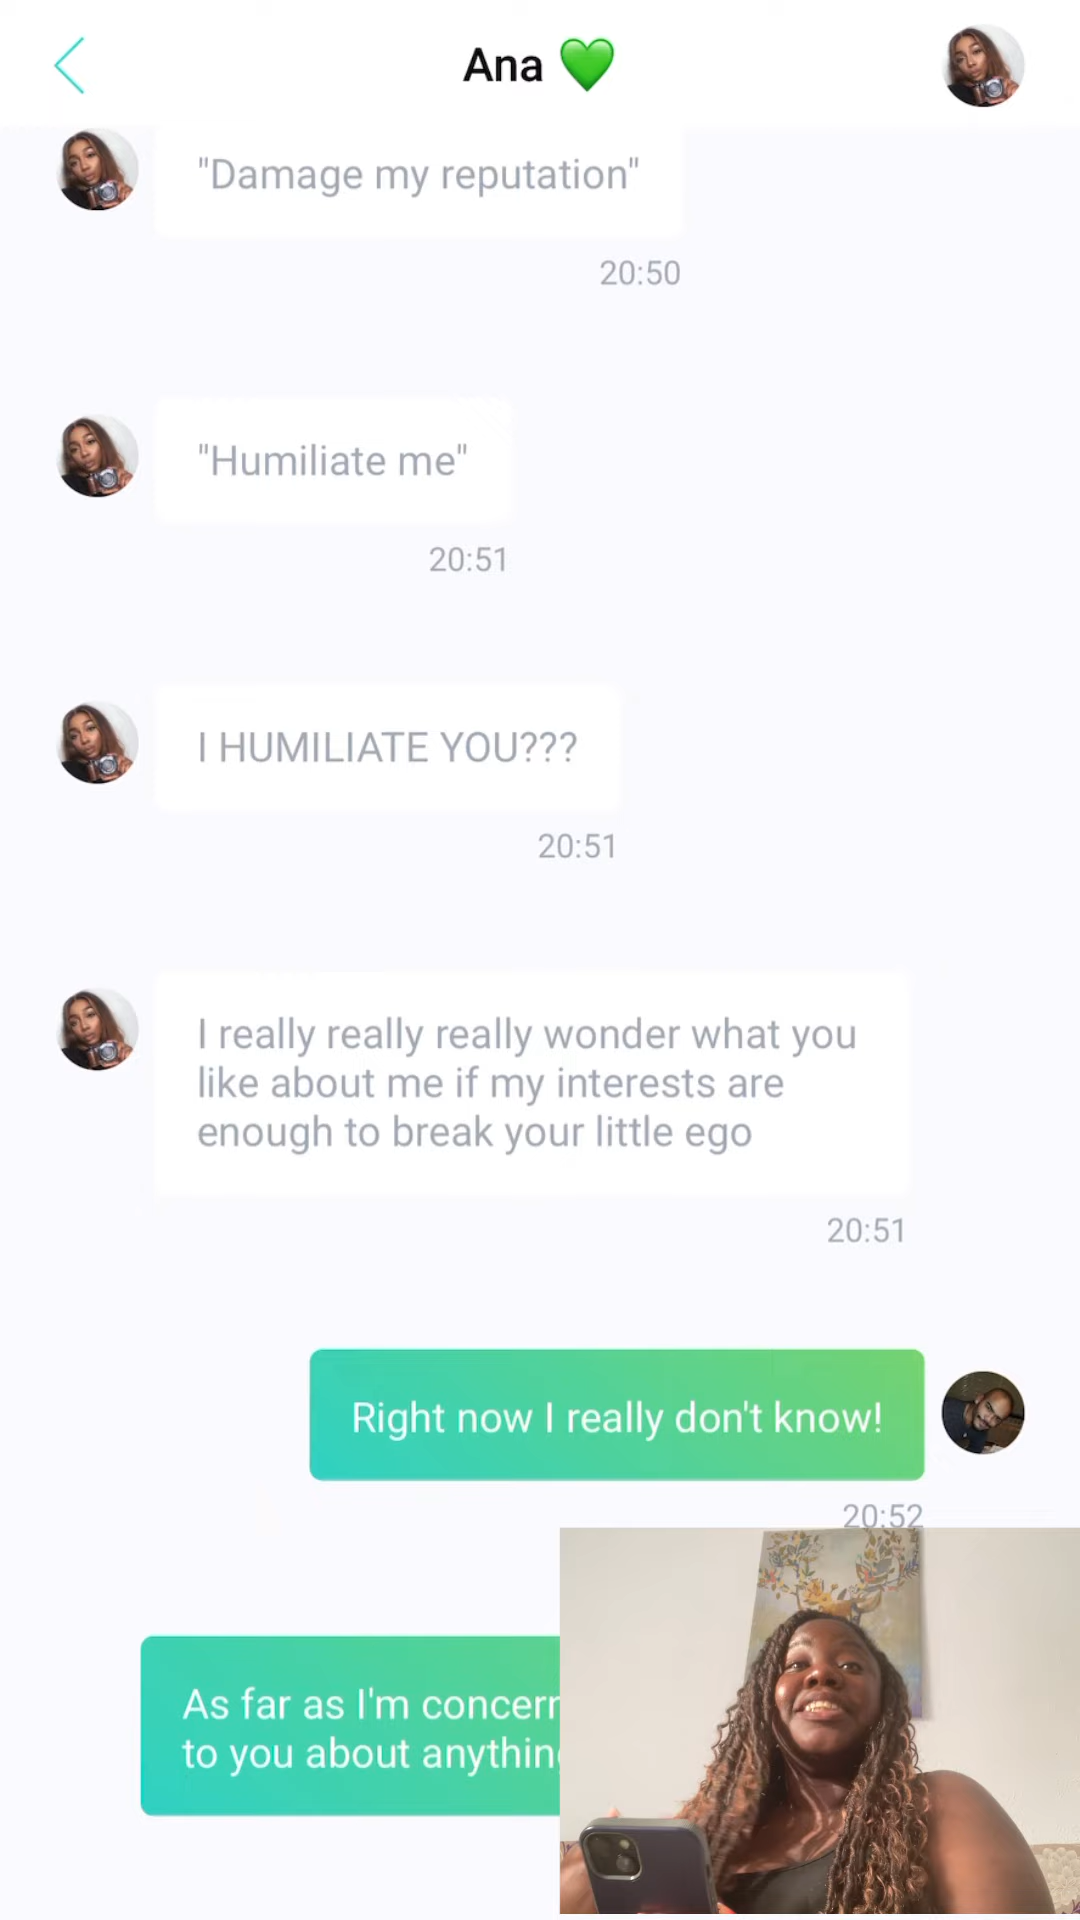 Ana 💚
"Damage my reputation"
20:50
"Humiliate me"
20:51
I HUMILIATE YOU???
20:51
I really really really wonder what you
like about me if my interests are
enough to break your little ego
20:51
Right now I really don't know!
20:52
As far as I'm
to you about